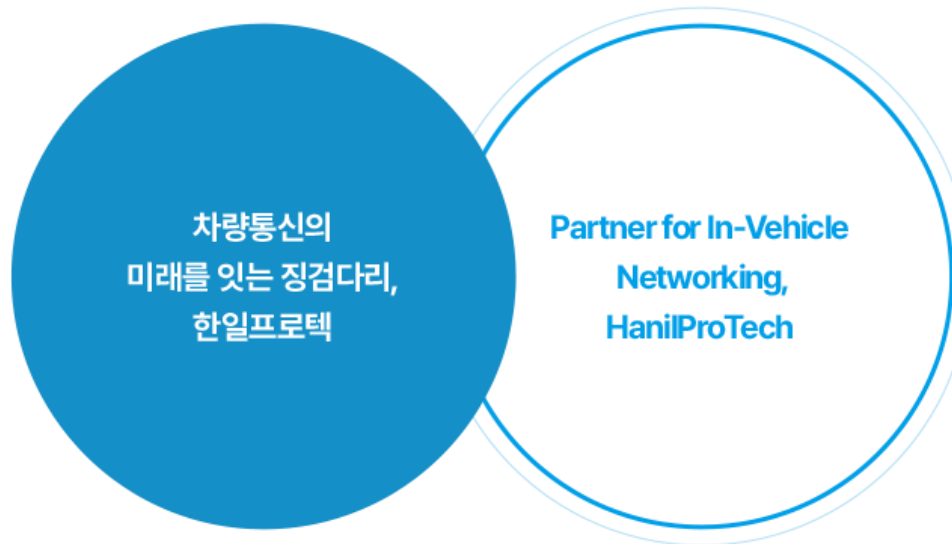 차량통신의
미래를 잇는 징검다리,
한일프로텍
Partner for In-Vehicle
Networking,
HanilProTech